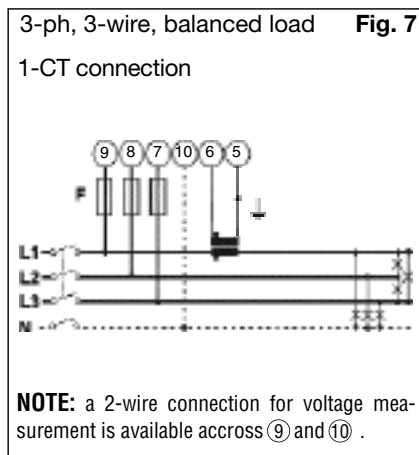 3-ph, 3-wire, balanced load Fig. 7
1-CT connection
9 8 7 10 6 5
F
L1
L2
L3
N
NOTE: a 2-wire connection for voltage mea-
surement is available accross 9 and 10 .